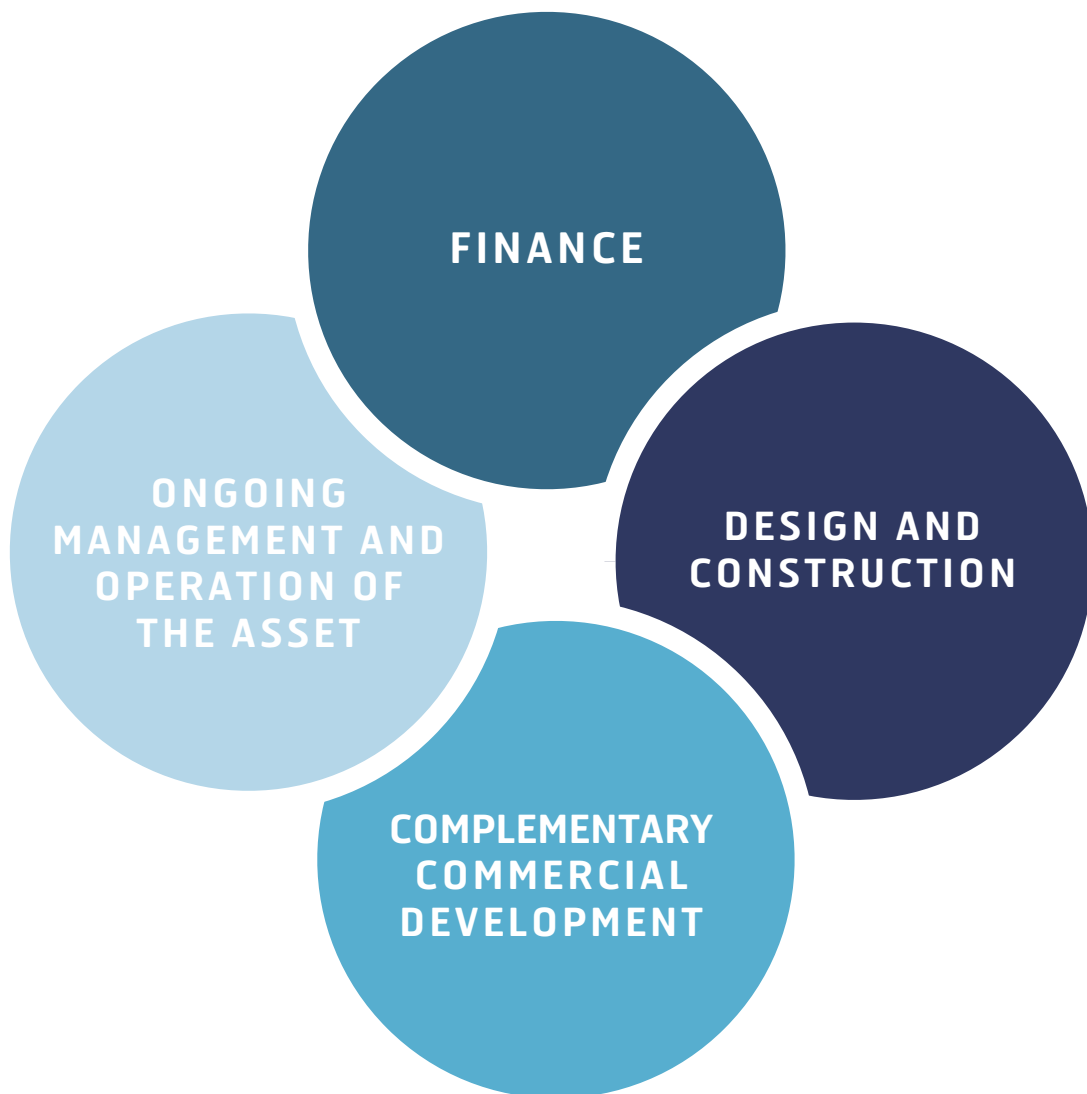 FINANCE
ONGOING
MANAGEMENT AND
OPERATION OF
THE ASSET
DESIGN AND
CONSTRUCTION
COMPLEMENTARY
COMMERCIAL
DEVELOPMENT